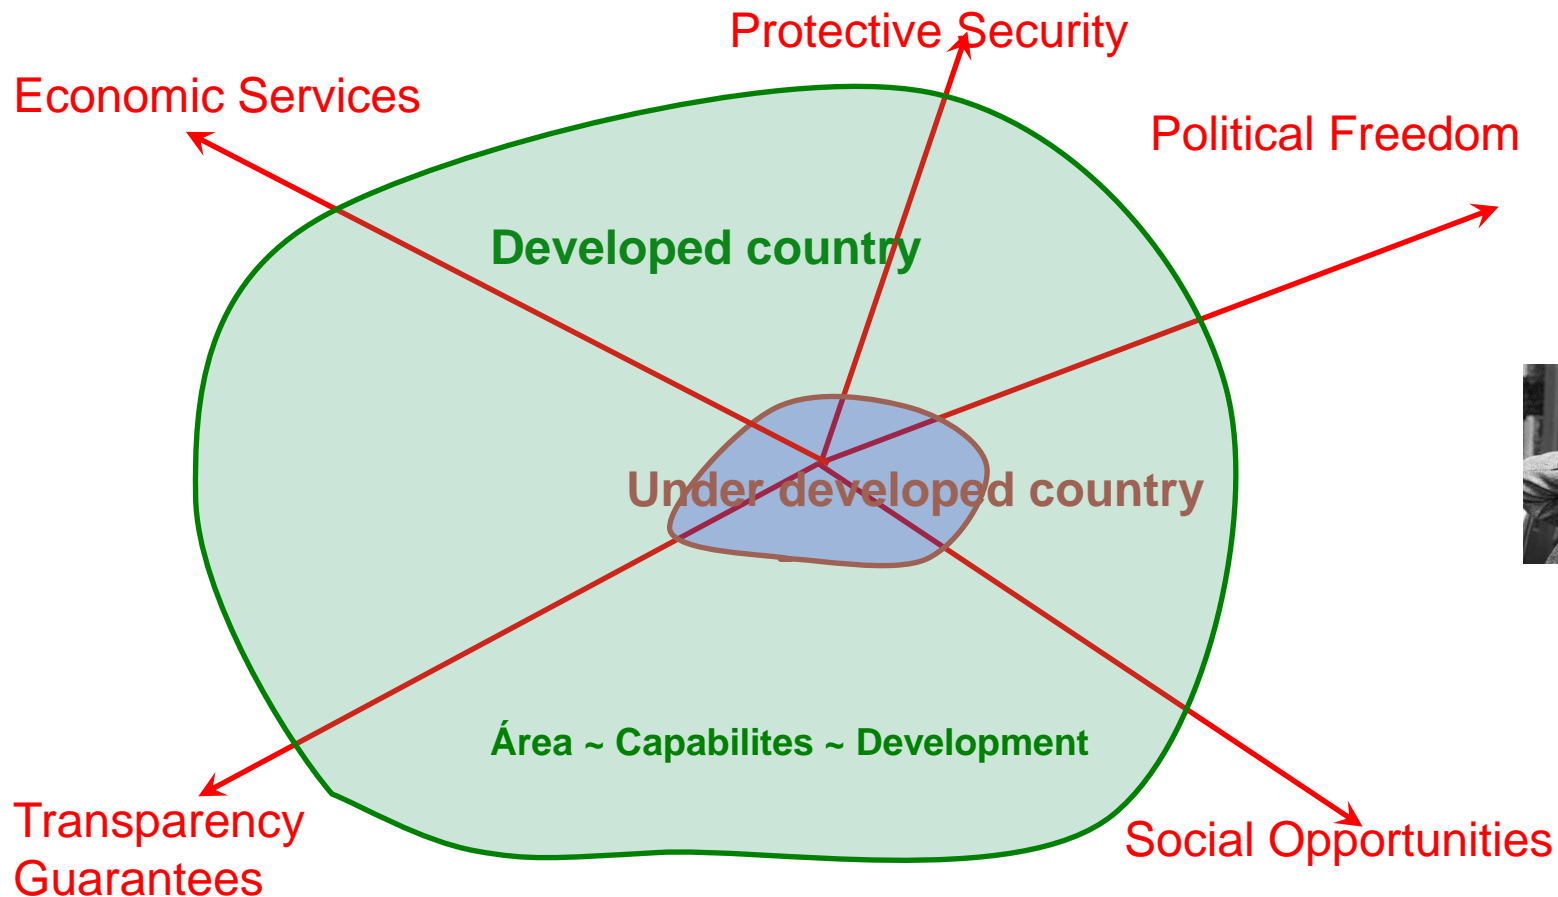 Protective Security
Economic Services
Political Freedom
Developed country
Under developed country
Área ~ Capabilites ~ Development
Transparency
Guarantees
Social Opportunities